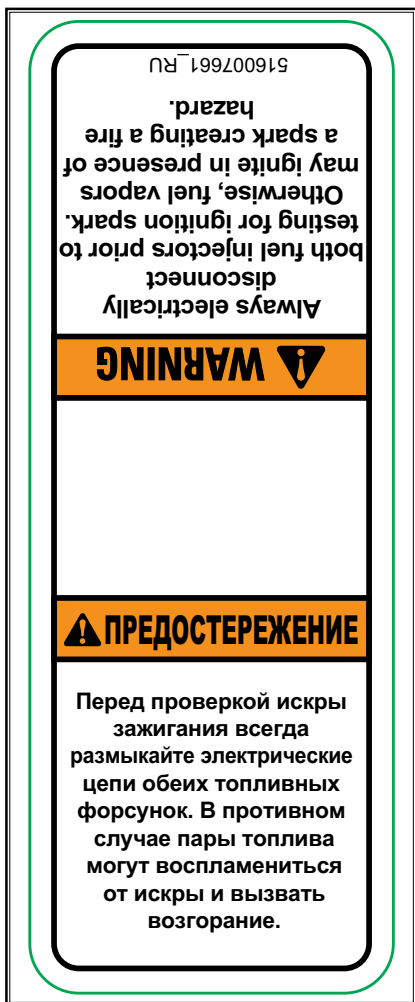 WARNING
Always electrically
disconnect
both fuel injectors prior to
testing for ignition spark.
Otherwise, fuel vapors
may ignite in presence of
a spark creating a fire
hazard.
516007661_RU
ПРЕДОСТЕРЕЖЕНИЕ
Перед проверкой искры
зажигания всегда
размыкайте электрические
цепи обеих топливных
форсунок. В противном
случае пары топлива
могут воспламениться
от искры и вызвать
возгорание.